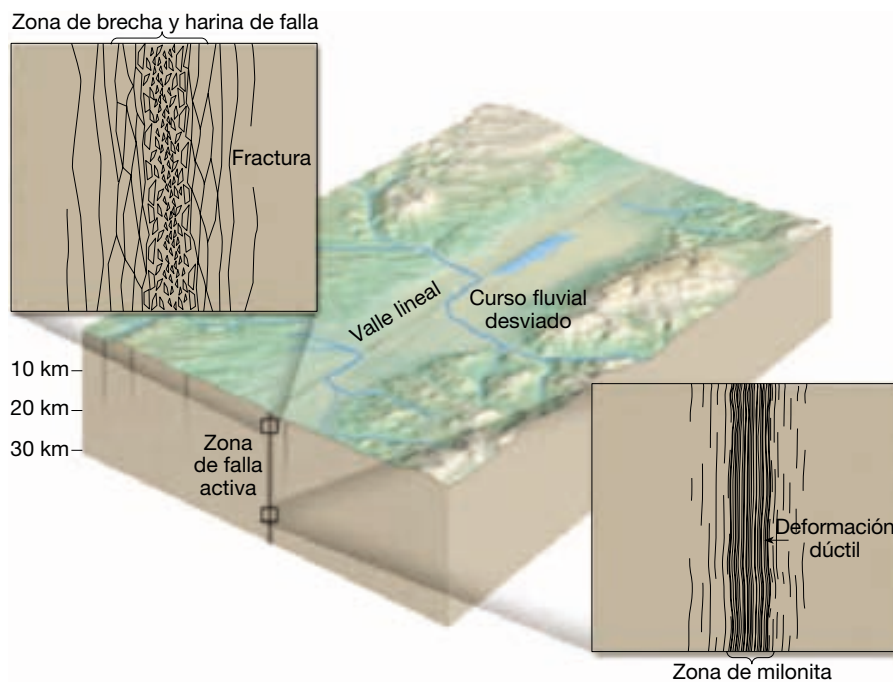 Zona de brecha y harina de falla
Fractura
Valle lineal
Curso fluvial
desviado
10 km
20 km
30 km
Zona
de falla
activa
Deformación
dúctil
Zona de milonita